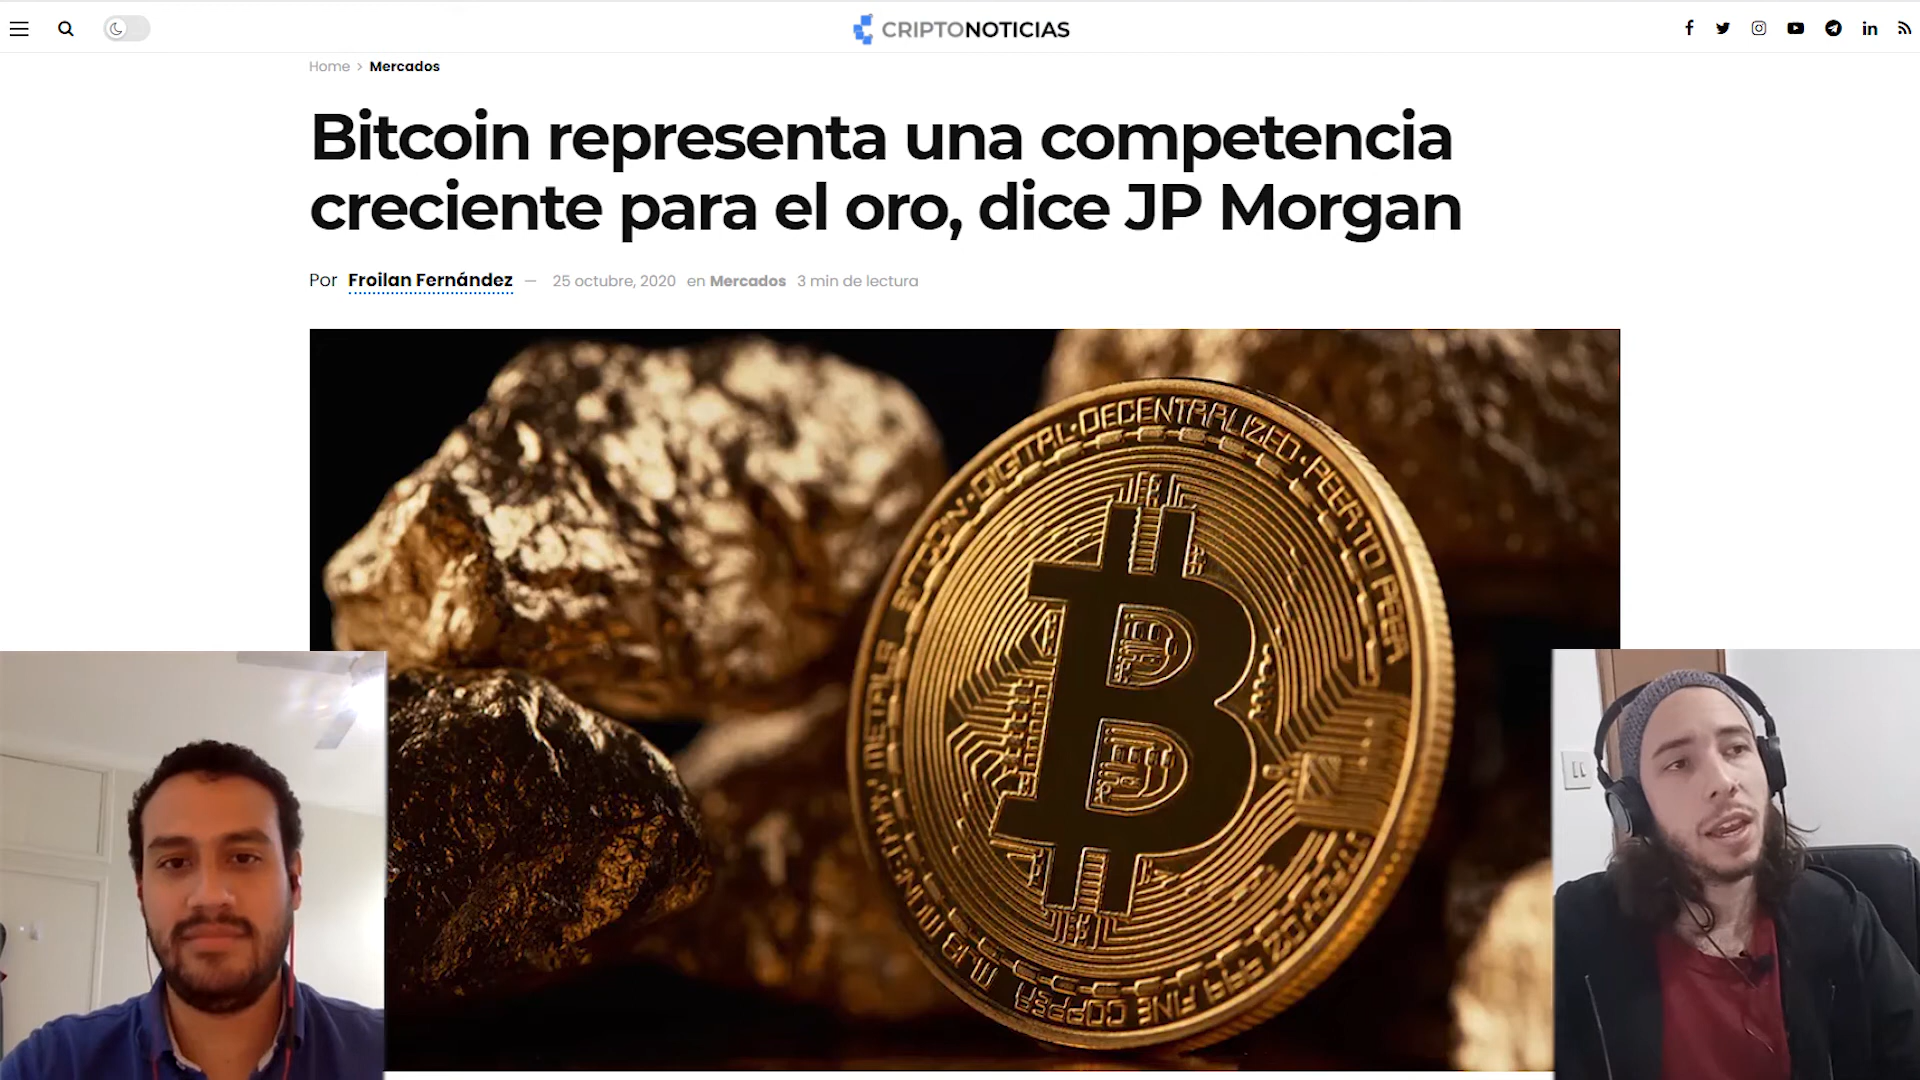 CRIPTONOTICIAS
Home > Mercados
Bitcoin representa una competencia
creciente para el oro, dice JP Morgan
Por Froilan Fernández — 25 octubre, 2020 en Mercados 3 min de lectura
BITCOIN·DIGITAL·DECENTRALIZED·PEER TO PEER